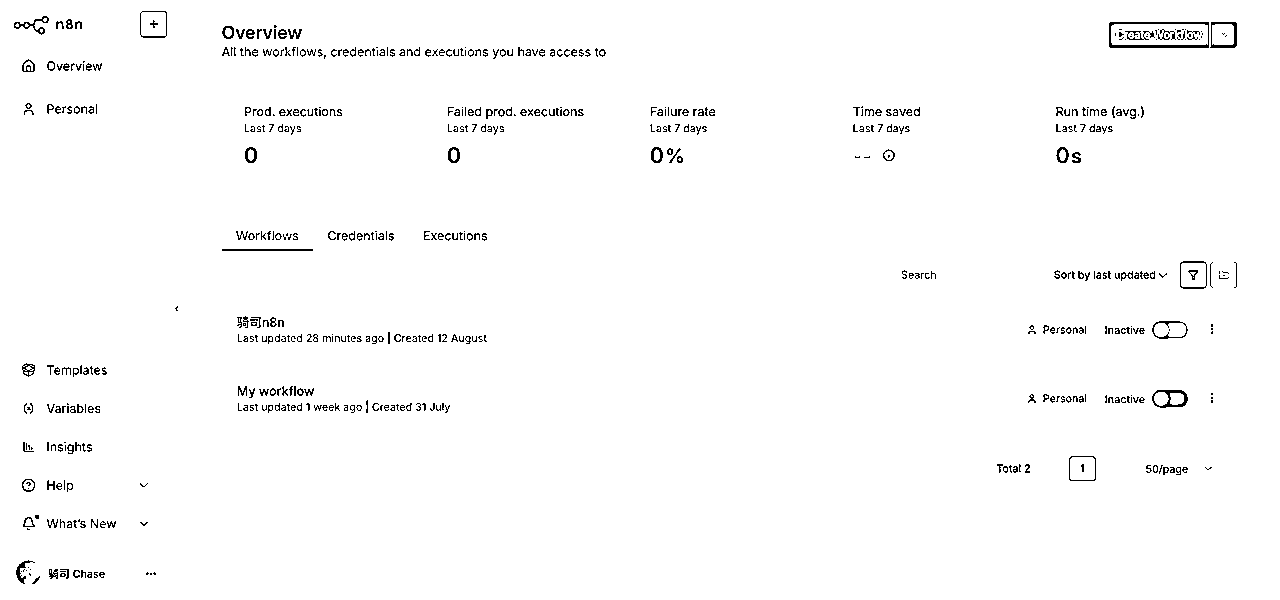 n8n
+
Overview
Personal
Templates
Variables
Insights
Help
What's New
骑司 Chase
Overview
All the workflows, credentials and executions you have access to
Create Workflow
Prod. executions
Last 7 days
0
Failed prod. executions
Last 7 days
0
Failure rate
Last 7 days
0%
Time saved
Last 7 days
--
Run time (avg.)
Last 7 days
0s
Workflows
Credentials
Executions
Search
Sort by last updated
骑司n8n
Last updated 28 minutes ago | Created 12 August
Personal
Inactive
My workflow
Last updated 1 week ago | Created 31 July
Personal
Inactive
Total 2
1
50/page